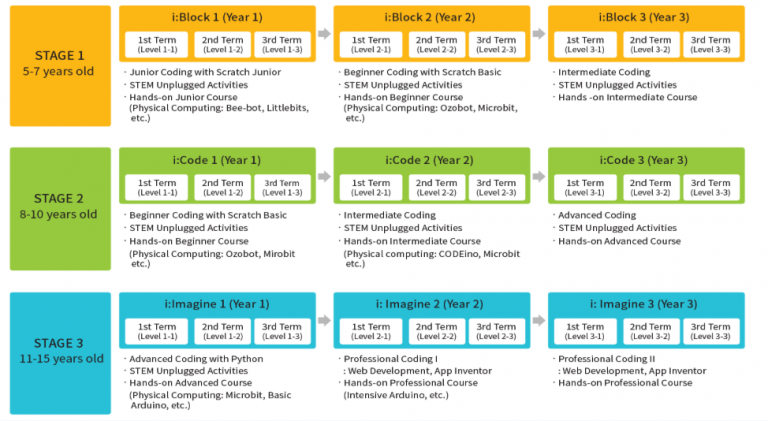 STAGE 1
5-7 years old
i:Block 1 (Year 1)
1st Term
(Level 1-1)
2nd Term
(Level 1-2)
3rd Term
(Level 1-3)
· Junior Coding with Scratch Junior
· STEM Unplugged Activities
· Hands-on Junior Course
(Physical Computing: Bee-bot, Littlebits,
etc.)
i:Block 2 (Year 2)
1st Term
(Level 2-1)
2nd Term
(Level 2-2)
3rd Term
(Level 2-3)
· Beginner Coding with Scratch Basic
· STEM Unplugged Activities
· Hands-on Beginner Course
(Physical Computing: Ozobot, Microbit,
etc.)
i:Block 3 (Year 3)
1st Term
(Level 3-1)
2nd Term
(Level 3-2)
3rd Term
(Level 3-3)
· Intermediate Coding
· STEM Unplugged Activities
· Hands -on Intermediate Course
STAGE 2
8-10 years old
i:Code 1 (Year 1)
1st Term
(Level 1-1)
2nd Term
(Level 1-2)
3rd Term
(Level 1-3)
· Beginner Coding with Scratch Basic
· STEM Unplugged Activities
· Hands-on Beginner Course
(Physical Computing: Ozobot, Mirobit
etc.)
i:Code 2 (Year 2)
1st Term
(Level 2-1)
2nd Term
(Level 2-2)
3rd Term
(Level 2-3)
· Intermediate Coding
· STEM Unplugged Activities
· Hands-on Intermediate Course
(Physical computing: CODEino, Microbit
etc.)
i:Code 3 (Year 3)
1st Term
(Level 3-1)
2nd Term
(Level 3-2)
3rd Term
(Level 3-3)
· Advanced Coding
· STEM Unplugged Activities
· Hands-on Advanced Course
STAGE 3
11-15 years old
i:Imagine 1 (Year 1)
1st Term
(Level 1-1)
2nd Term
(Level 1-2)
3rd Term
(Level 1-3)
· Advanced Coding with Python
· STEM Unplugged Activities
· Hands-on Advanced Course
(Physical Computing: Microbit, Basic
Arduino, etc.)
i: Imagine 2 (Year 2)
1st Term
(Level 2-1)
2nd Term
(Level 2-2)
3rd Term
(Level 2-3)
· Professional Coding I
: Web Development, App Inventor
· Hands-on Professional Course
(Intensive Arduino, etc.)
i: Imagine 3 (Year 3)
1st Term
(Level 3-1)
2nd Term
(Level 3-2)
3rd Term
(Level 3-3)
· Professional Coding II
: Web Development, App Inventor
· Hands-on Professional Course